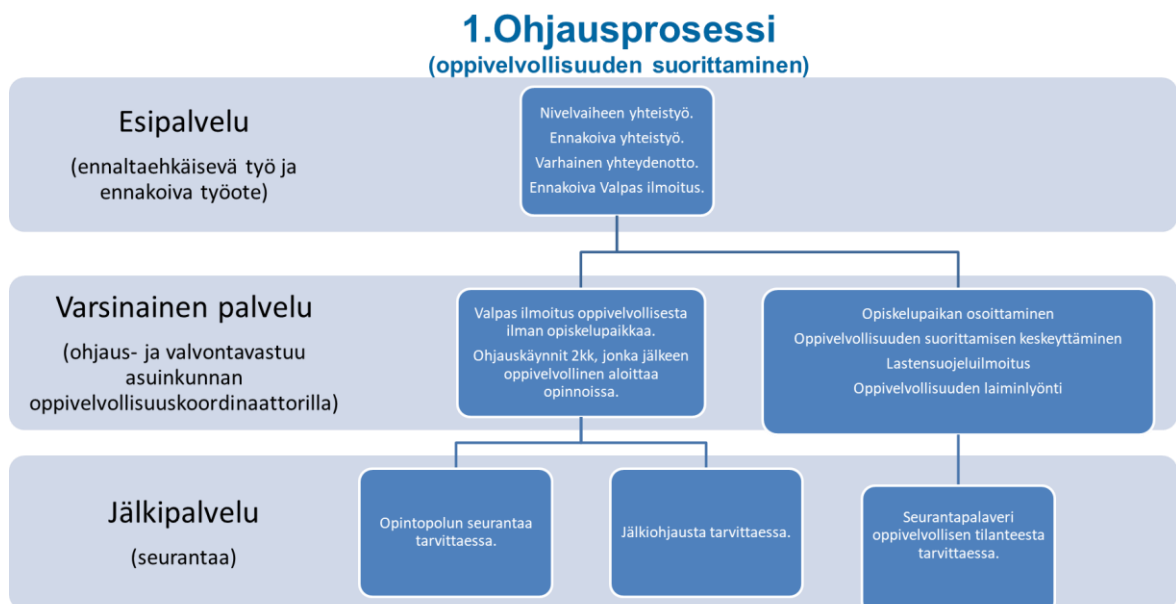 1.Ohjausprosessi
(oppivelvollisuuden suorittaminen)
Esipalvelu
(ennaltaehkäisevä työ ja
ennakoiva työote)
Nivelvaiheen yhteistyö.
Ennakoiva yhteistyö.
Varhainen yhteydenotto.
Ennakoiva Valpas ilmoitus.
Varsinainen palvelu
(ohjaus- ja valvontavastuu
asuinkunnan
oppivelvollisuuskoordinaattorilla)
Valpas ilmoitus oppivelvollisesta
ilman opiskelupaikkaa.
Ohjauskäynnit 2kk, jonka jälkeen
oppivelvollinen aloittaa
opinnoissa.
Opiskelupaikan osoittaminen
Oppivelvollisuuden suorittamisen keskeyttäminen
Lastensuojeluilmoitus
Oppivelvollisuuden laiminlyönti
Jälkipalvelu
(seurantaa)
Opintopolun seurantaa
tarvittaessa.
Jälkiohjausta tarvittaessa.
Seurantapalaveri
oppivelvollisen tilanteesta
tarvittaessa.